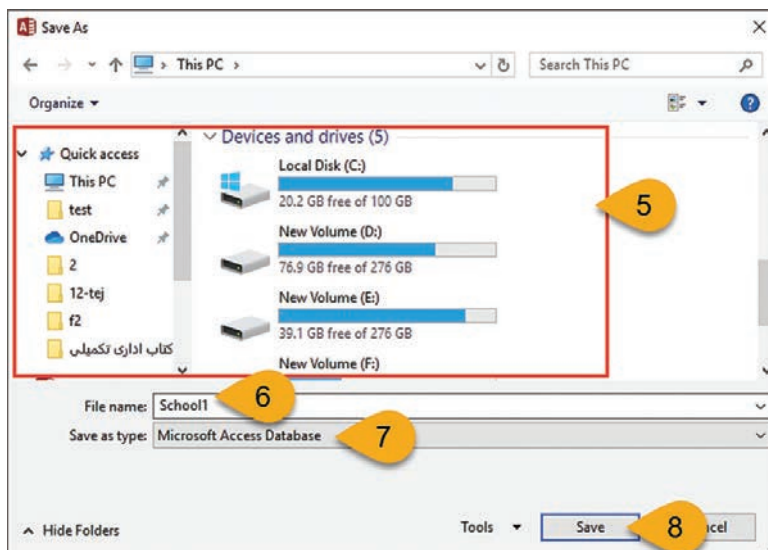 Save As
This PC
Search This PC
Organize
Quick access
This PC
test
OneDrive
2
12-tej
f2
کتاب اداری تکمیلی
Devices and drives (5)
Local Disk (C:)
20.2 GB free of 100 GB
New Volume (D:)
76.9 GB free of 276 GB
New Volume (E:)
39.1 GB free of 276 GB
New Volume (F:)
5
File name: School1
6
Save as type: Microsoft Access Database
7
Hide Folders
Tools
Save
8